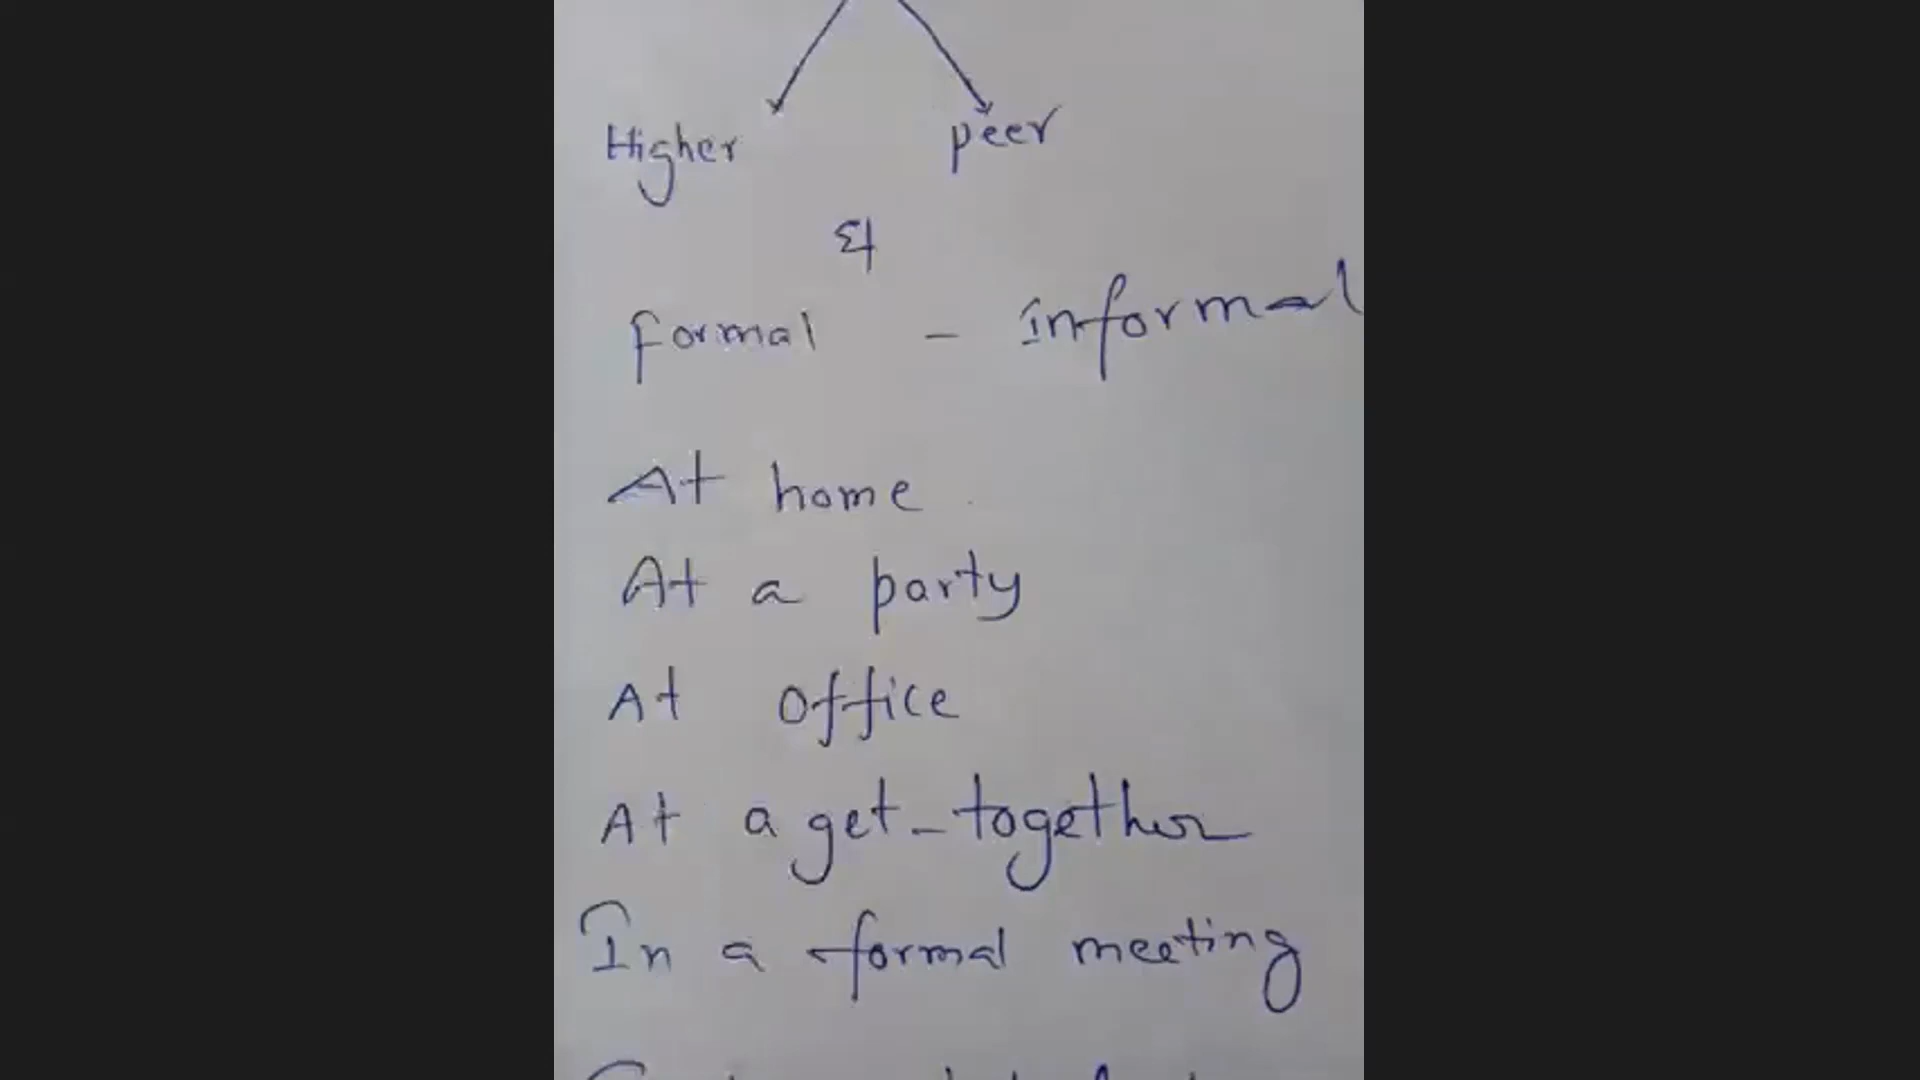 Higher peer
&
formal - informal
At home
At a party
At office
At a get-together
In a formal meeting